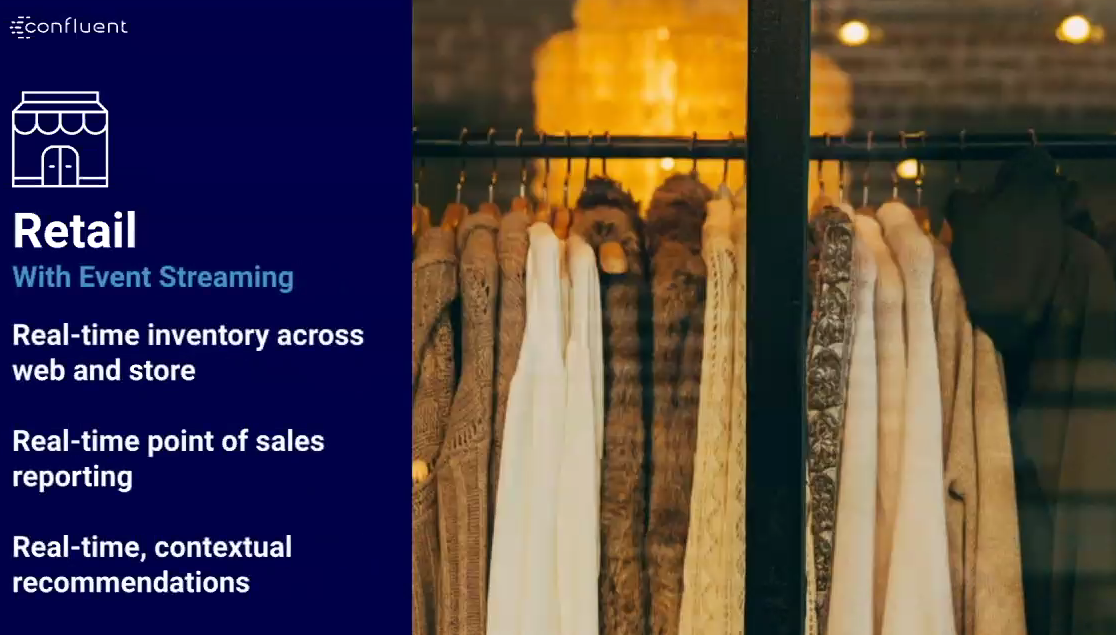 confluent
Retail
With Event Streaming
Real-time inventory across
web and store
Real-time point of sales
reporting
Real-time, contextual
recommendations